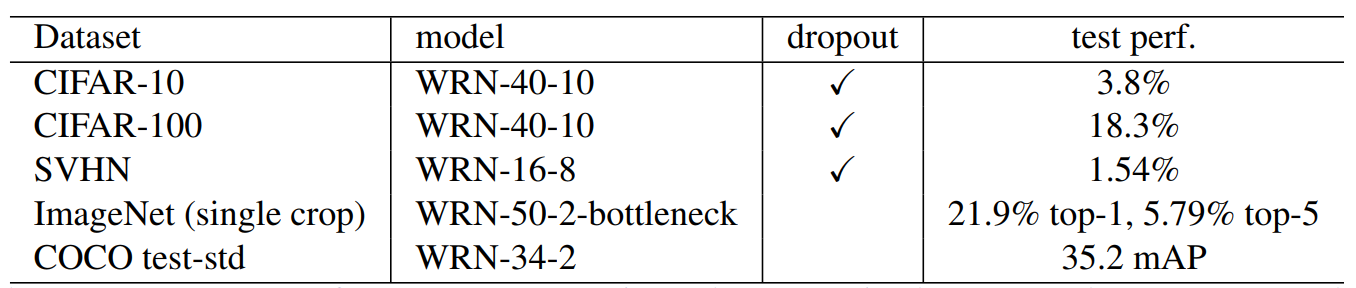 Dataset model dropout test perf.
CIFAR-10 WRN-40-10 ✓ 3.8%
CIFAR-100 WRN-40-10 ✓ 18.3%
SVHN WRN-16-8 ✓ 1.54%
ImageNet (single crop) WRN-50-2-bottleneck 21.9% top-1, 5.79% top-5
COCO test-std WRN-34-2 35.2 mAP